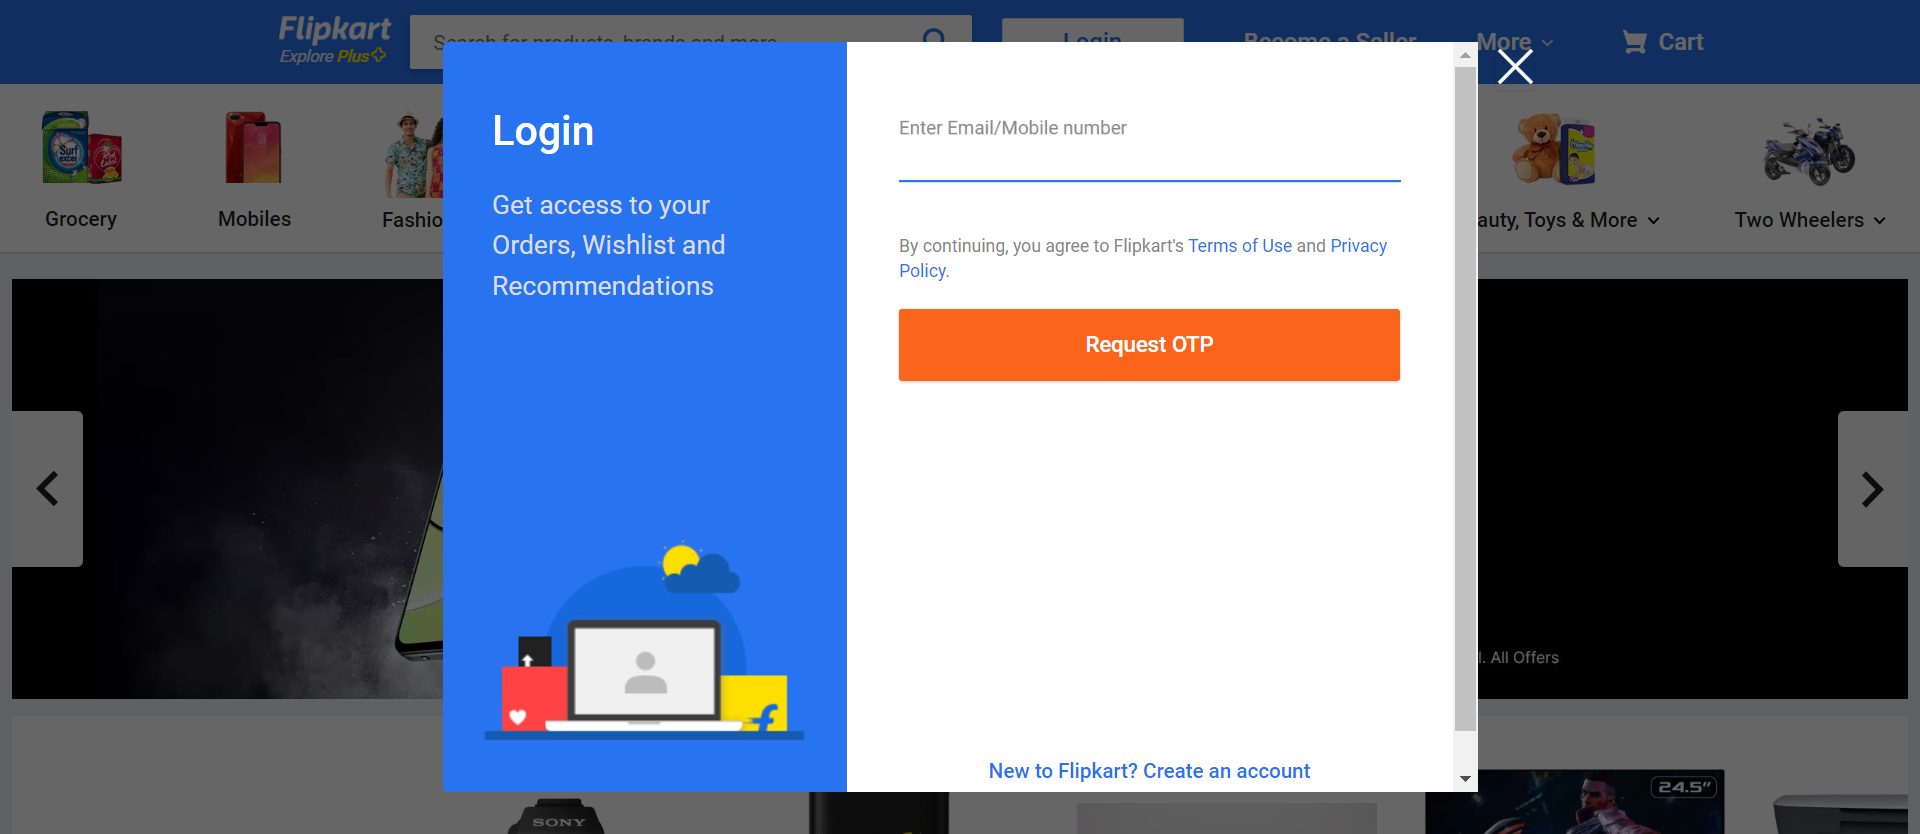 Flipkart
Explore Plus
Search for products, brands and more
Login
Become a Seller
More
Cart
Grocery
Mobiles
Fashio
auty, Toys & More
Two Wheelers
Login
Get access to your
Orders, Wishlist and
Recommendations
Enter Email/Mobile number
By continuing, you agree to Flipkart's Terms of Use and Privacy
Policy.
Request OTP
New to Flipkart? Create an account
Surf
excel
. All Offers
SONY
24.5"